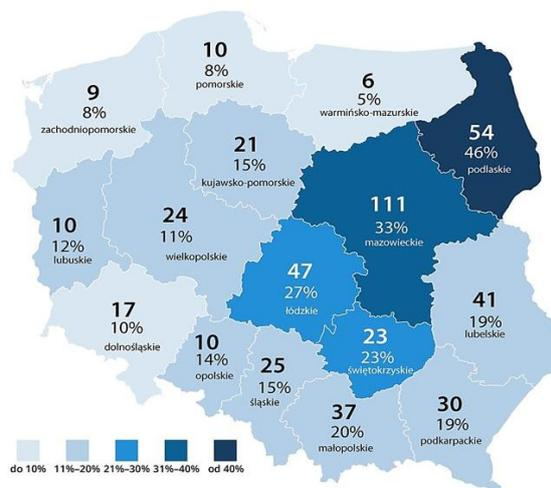 10
8%
pomorskie
9
8%
zachodniopomorskie
6
5%
warmińsko-mazurskie
54
46%
podlaskie
21
15%
kujawsko-pomorskie
111
33%
mazowieckie
10
12%
lubuskie
24
11%
wielkopolskie
47
27%
łódzkie
41
19%
lubelskie
17
10%
dolnośląskie
10
14%
opolskie
25
15%
śląskie
23
23%
świętokrzyskie
37
20%
małopolskie
30
19%
podkarpackie
do 10% 11%–20% 21%–30% 31%–40% od 40%